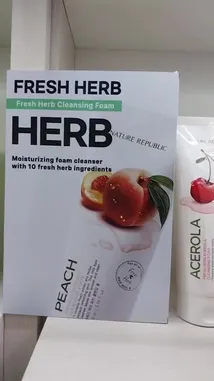 FRESH HERB
Fresh Herb Cleansing Foam
HERB
NATURE REPUBLIC
Moisturizing foam cleanser
with 10 fresh herb ingredients
PEACH
ACEROLA